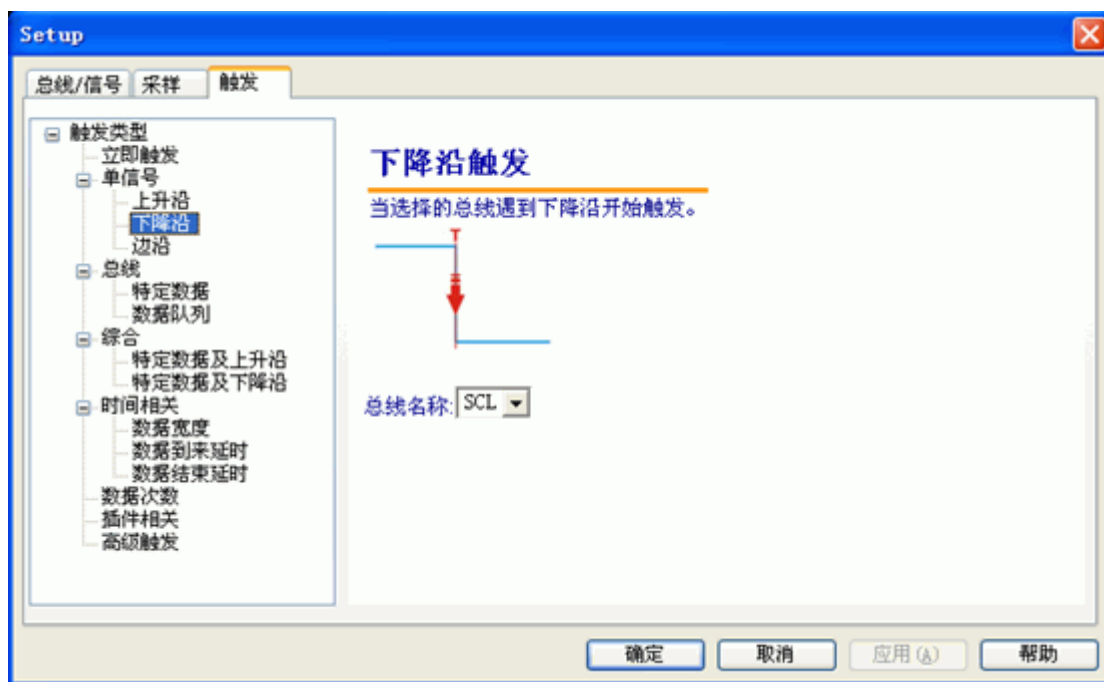 Setup
总线/信号 采样 触发
触发类型
立即触发
单信号
上升沿
下降沿
边沿
总线
特定数据
数据队列
综合
特定数据及上升沿
特定数据及下降沿
时间相关
数据宽度
数据到来延时
数据结束延时
数据次数
插件相关
高级触发
下降沿触发
当选择的总线遇到下降沿开始触发。
T
总线名称: SCL
确定 取消 应用(A) 帮助